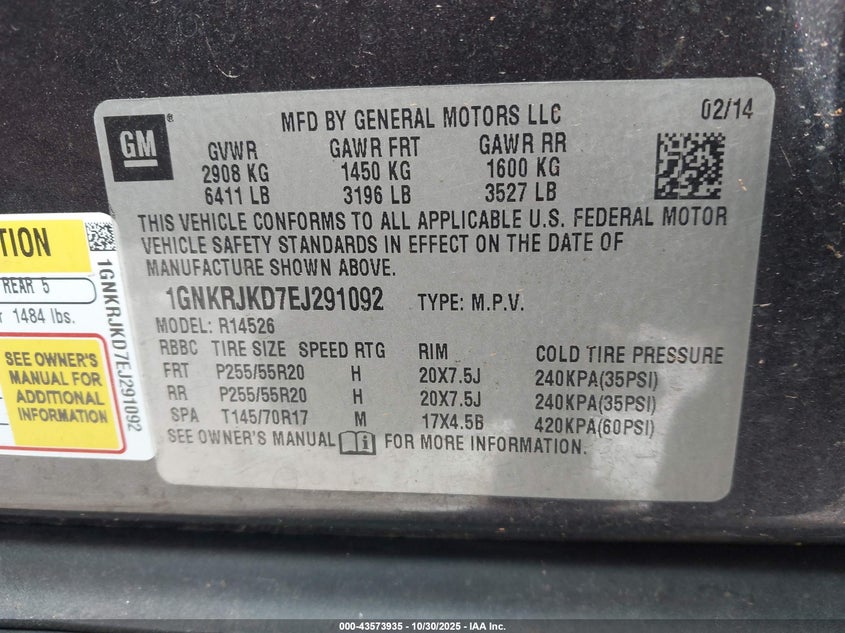 GM
MFD BY GENERAL MOTORS LLC
02/14
GVWR GAWR FRT GAWR RR
2908 KG 1450 KG 1600 KG
6411 LB 3196 LB 3527 LB
THIS VEHICLE CONFORMS TO ALL APPLICABLE U.S. FEDERAL MOTOR
VEHICLE SAFETY STANDARDS IN EFFECT ON THE DATE OF
MANUFACTURE SHOWN ABOVE.
1GNKRJKD7EJ291092 TYPE: M.P.V.
MODEL: R14526
RBBC TIRE SIZE SPEED RTG RIM COLD TIRE PRESSURE
FRT P255/55R20 H 20X7.5J 240KPA(35PSI)
RR P255/55R20 H 20X7.5J 240KPA(35PSI)
SPA T145/70R17 M 17X4.5B 420KPA(60PSI)
SEE OWNER'S MANUAL FOR MORE INFORMATION.
REAR 5
1484 lbs.
SEE OWNER'S
MANUAL FOR
ADDITIONAL
INFORMATION
1GNKRJKD7EJ291092
000-43573935 - 10/30/2025 - IAA Inc.